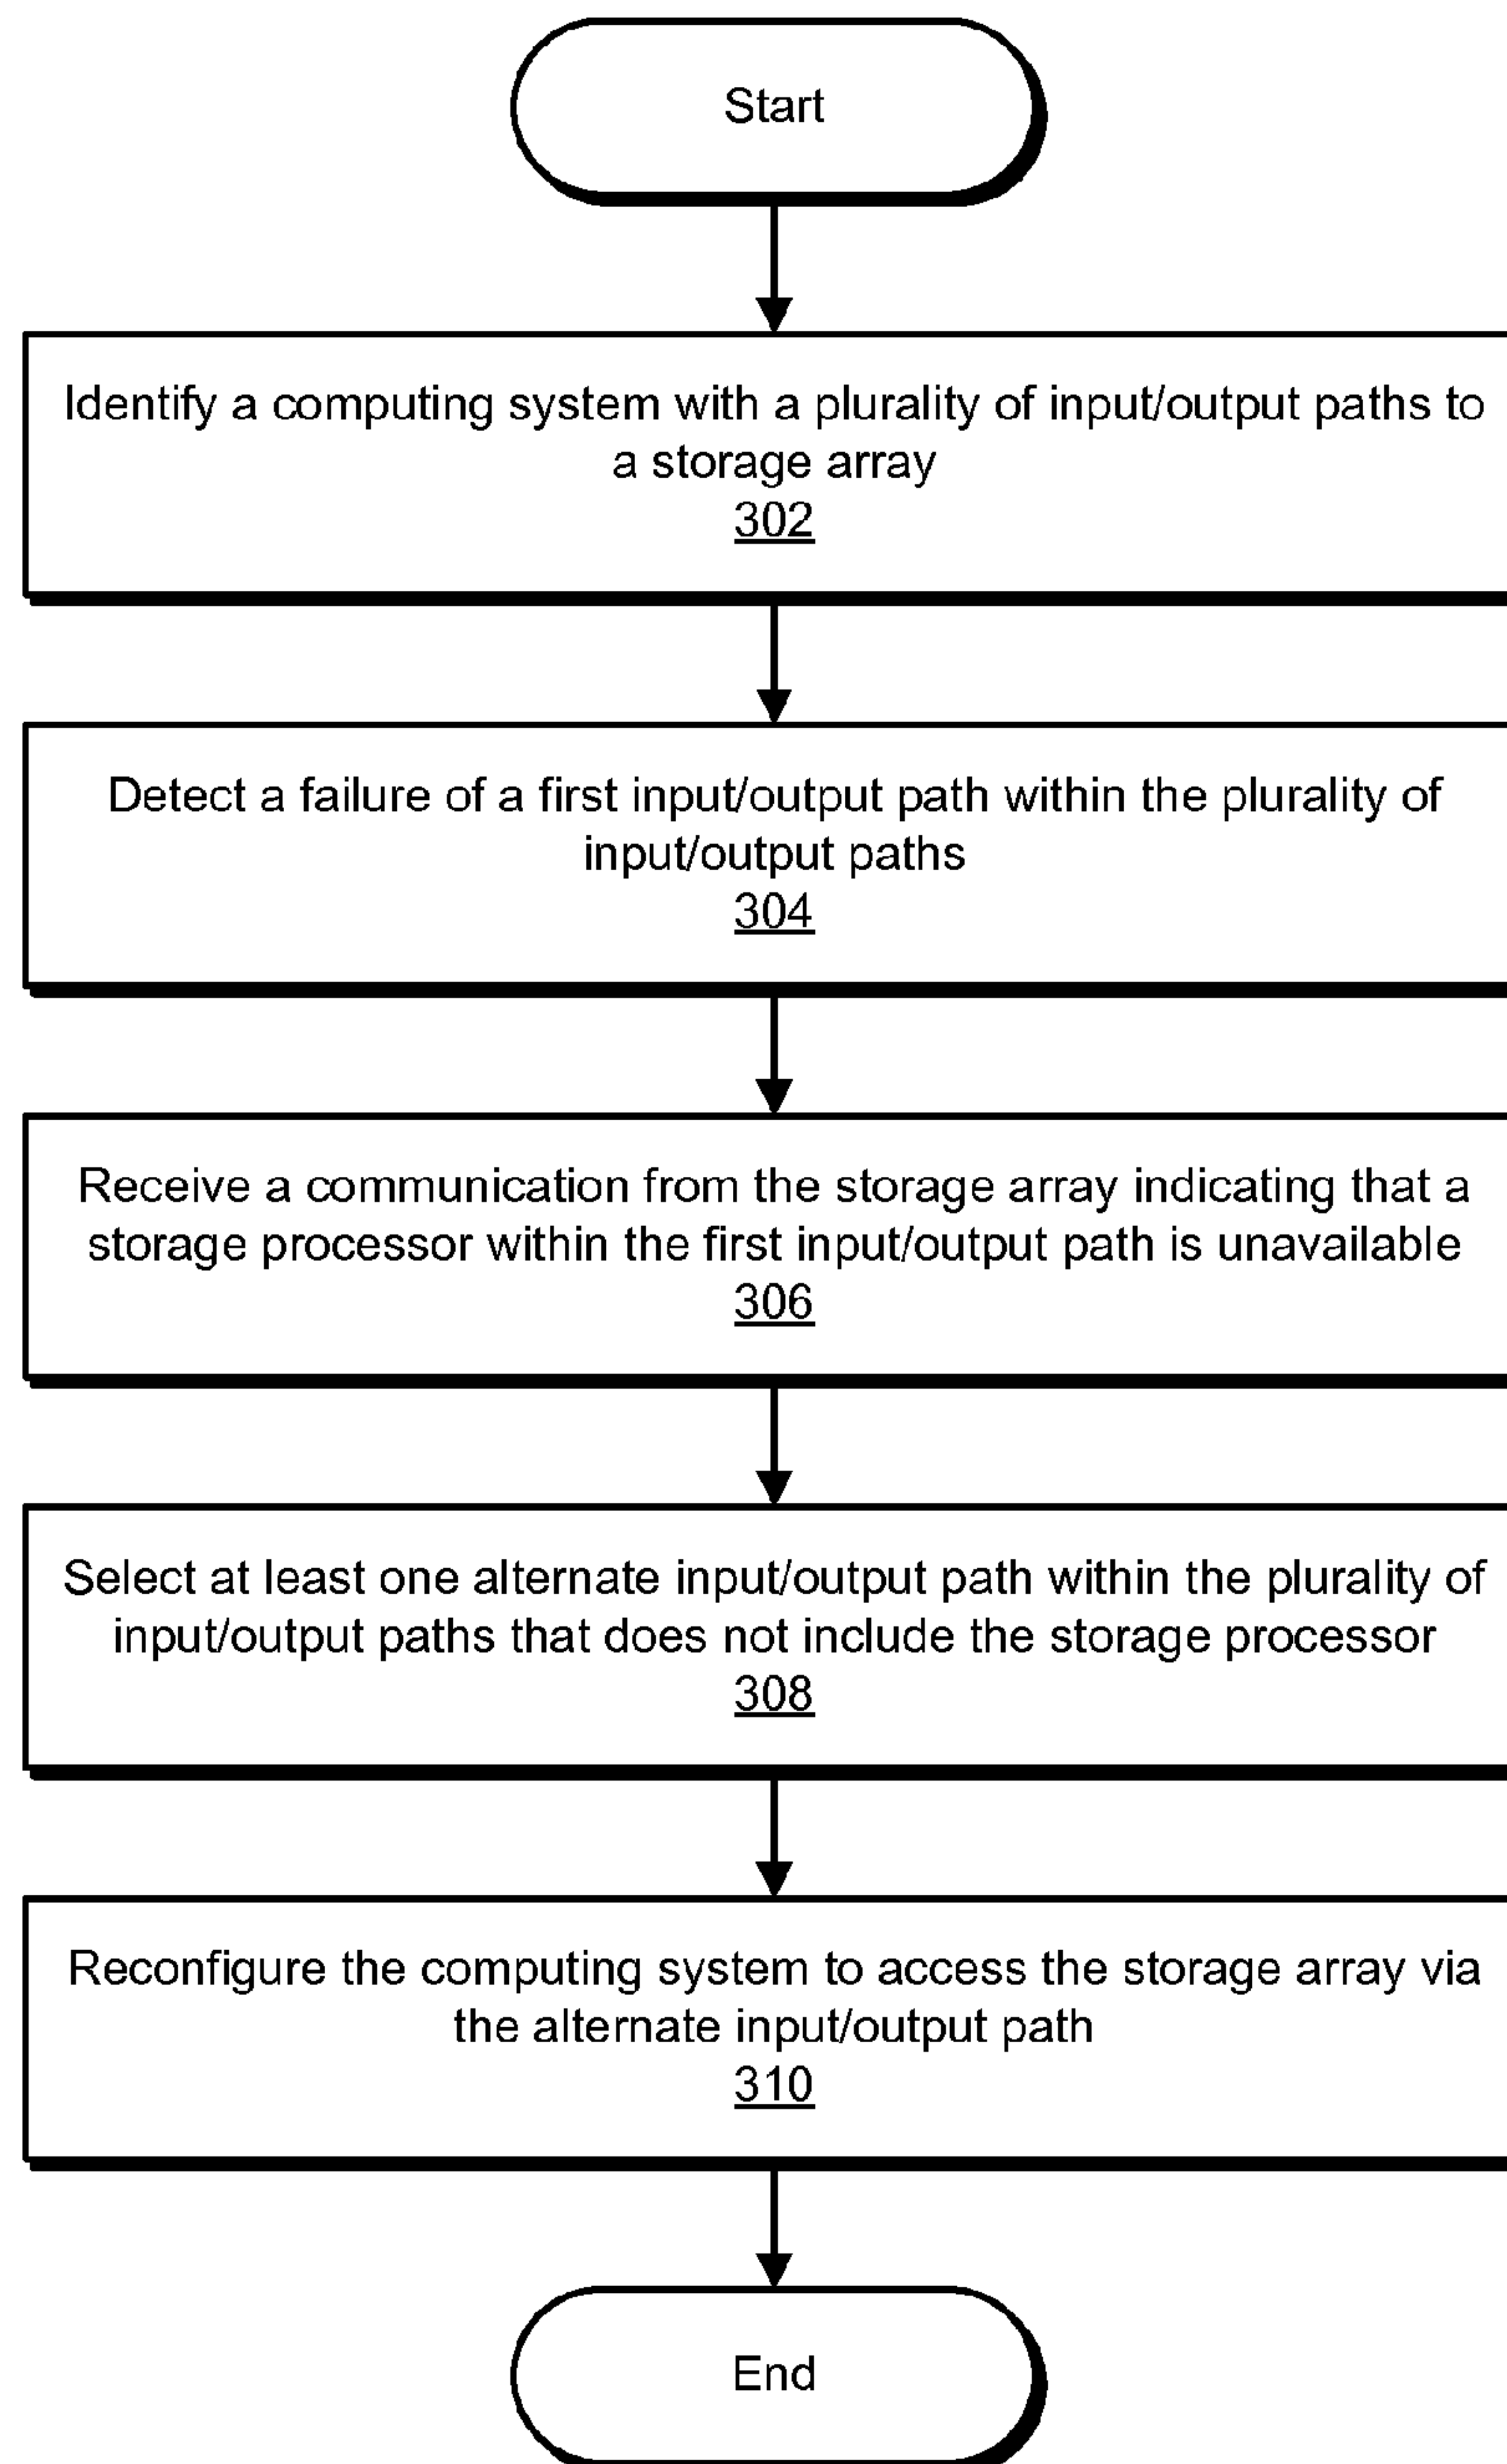 Start
Identify a computing system with a plurality of input/output paths to
a storage array
302
Detect a failure of a first input/output path within the plurality of
input/output paths
304
Receive a communication from the storage array indicating that a
storage processor within the first input/output path is unavailable
306
Select at least one alternate input/output path within the plurality of
input/output paths that does not include the storage processor
308
Reconfigure the computing system to access the storage array via
the alternate input/output path
310
End